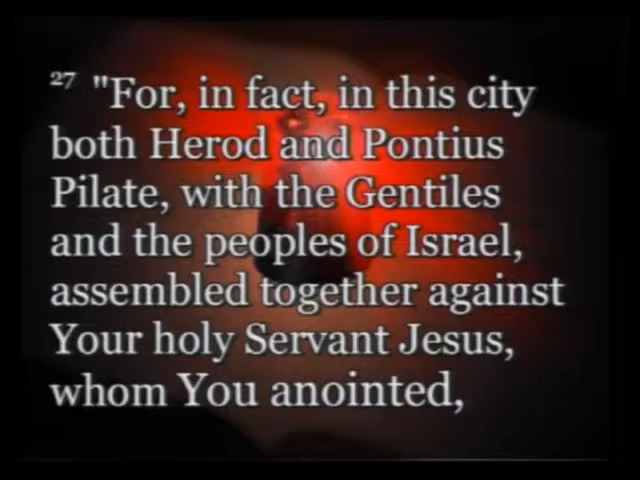 27 "For, in fact, in this city
both Herod and Pontius
Pilate, with the Gentiles
and the peoples of Israel,
assembled together against
Your holy Servant Jesus,
whom You anointed,